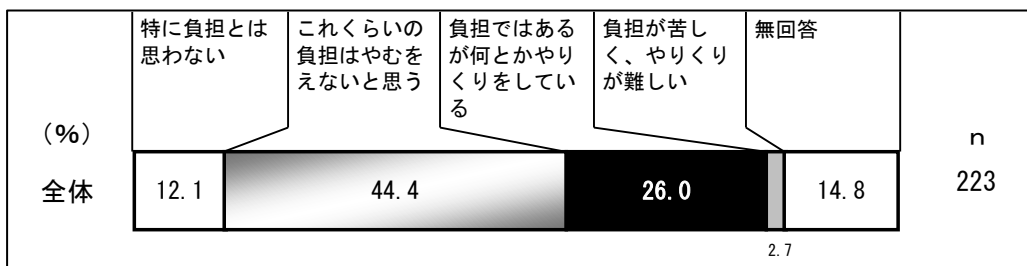 特に負担とは
思わない
これくらいの
負担はやむを
えないと思う
負担ではある
が何とかやり
くりをしてい
る
負担が苦し
く、やりくり
が難しい
無回答
（%）
n
全体
12.1
44.4
26.0
14.8
223
2.7